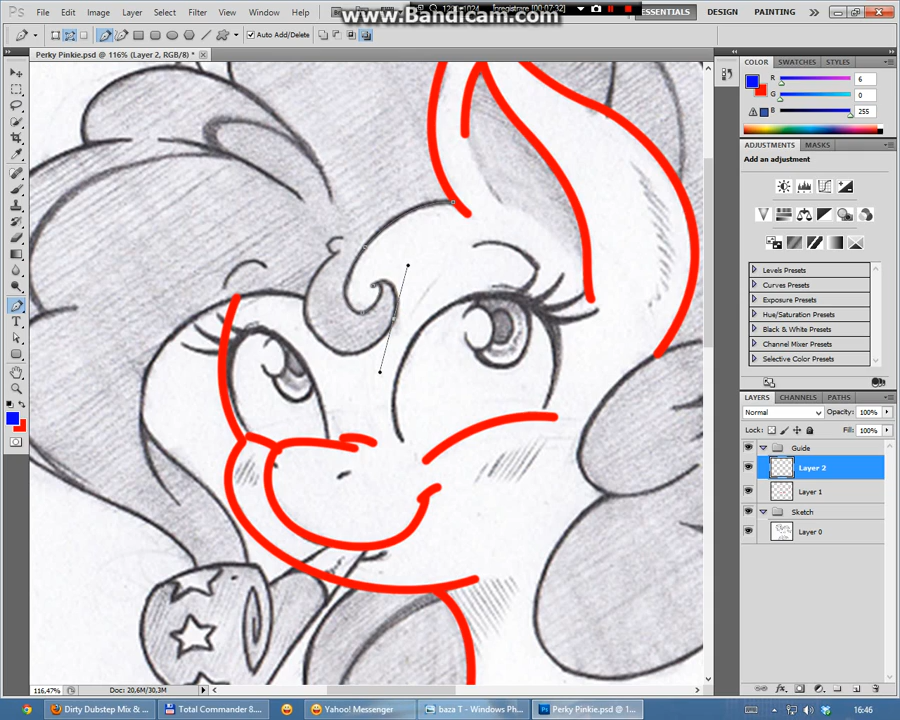 File Edit Image Layer Select Filter View Window Help
www.Bandicam.com
ESSENTIALS DESIGN PAINTING
Auto Add/Delete
Perky Pinkie.psd @ 116% (Layer 2, RGB/8) *
COLOR SWATCHES STYLES
R 6
G 0
B 255
ADJUSTMENTS MASKS
Add an adjustment
Levels Presets
Curves Presets
Exposure Presets
Hue/Saturation Presets
Black & White Presets
Channel Mixer Presets
Selective Color Presets
LAYERS CHANNELS PATHS
Normal Opacity: 100%
Lock: Fill: 100%
Guide
Layer 2
Layer 1
Sketch
Layer 0
116,47% Doc: 20,6M/30,3M
Dirty Dubstep Mix & ... Total Commander 8.... Yahoo! Messenger baza T - Windows Ph... Perky Pinkie.psd @ 1... 16:46